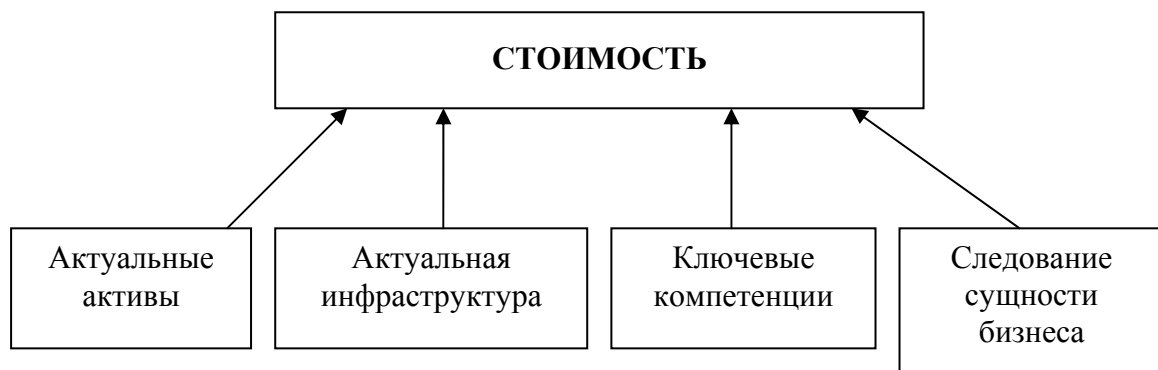 СТОИМОСТЬ
Актуальные
активы
Актуальная
инфраструктура
Ключевые
компетенции
Следование
сущности
бизнеса